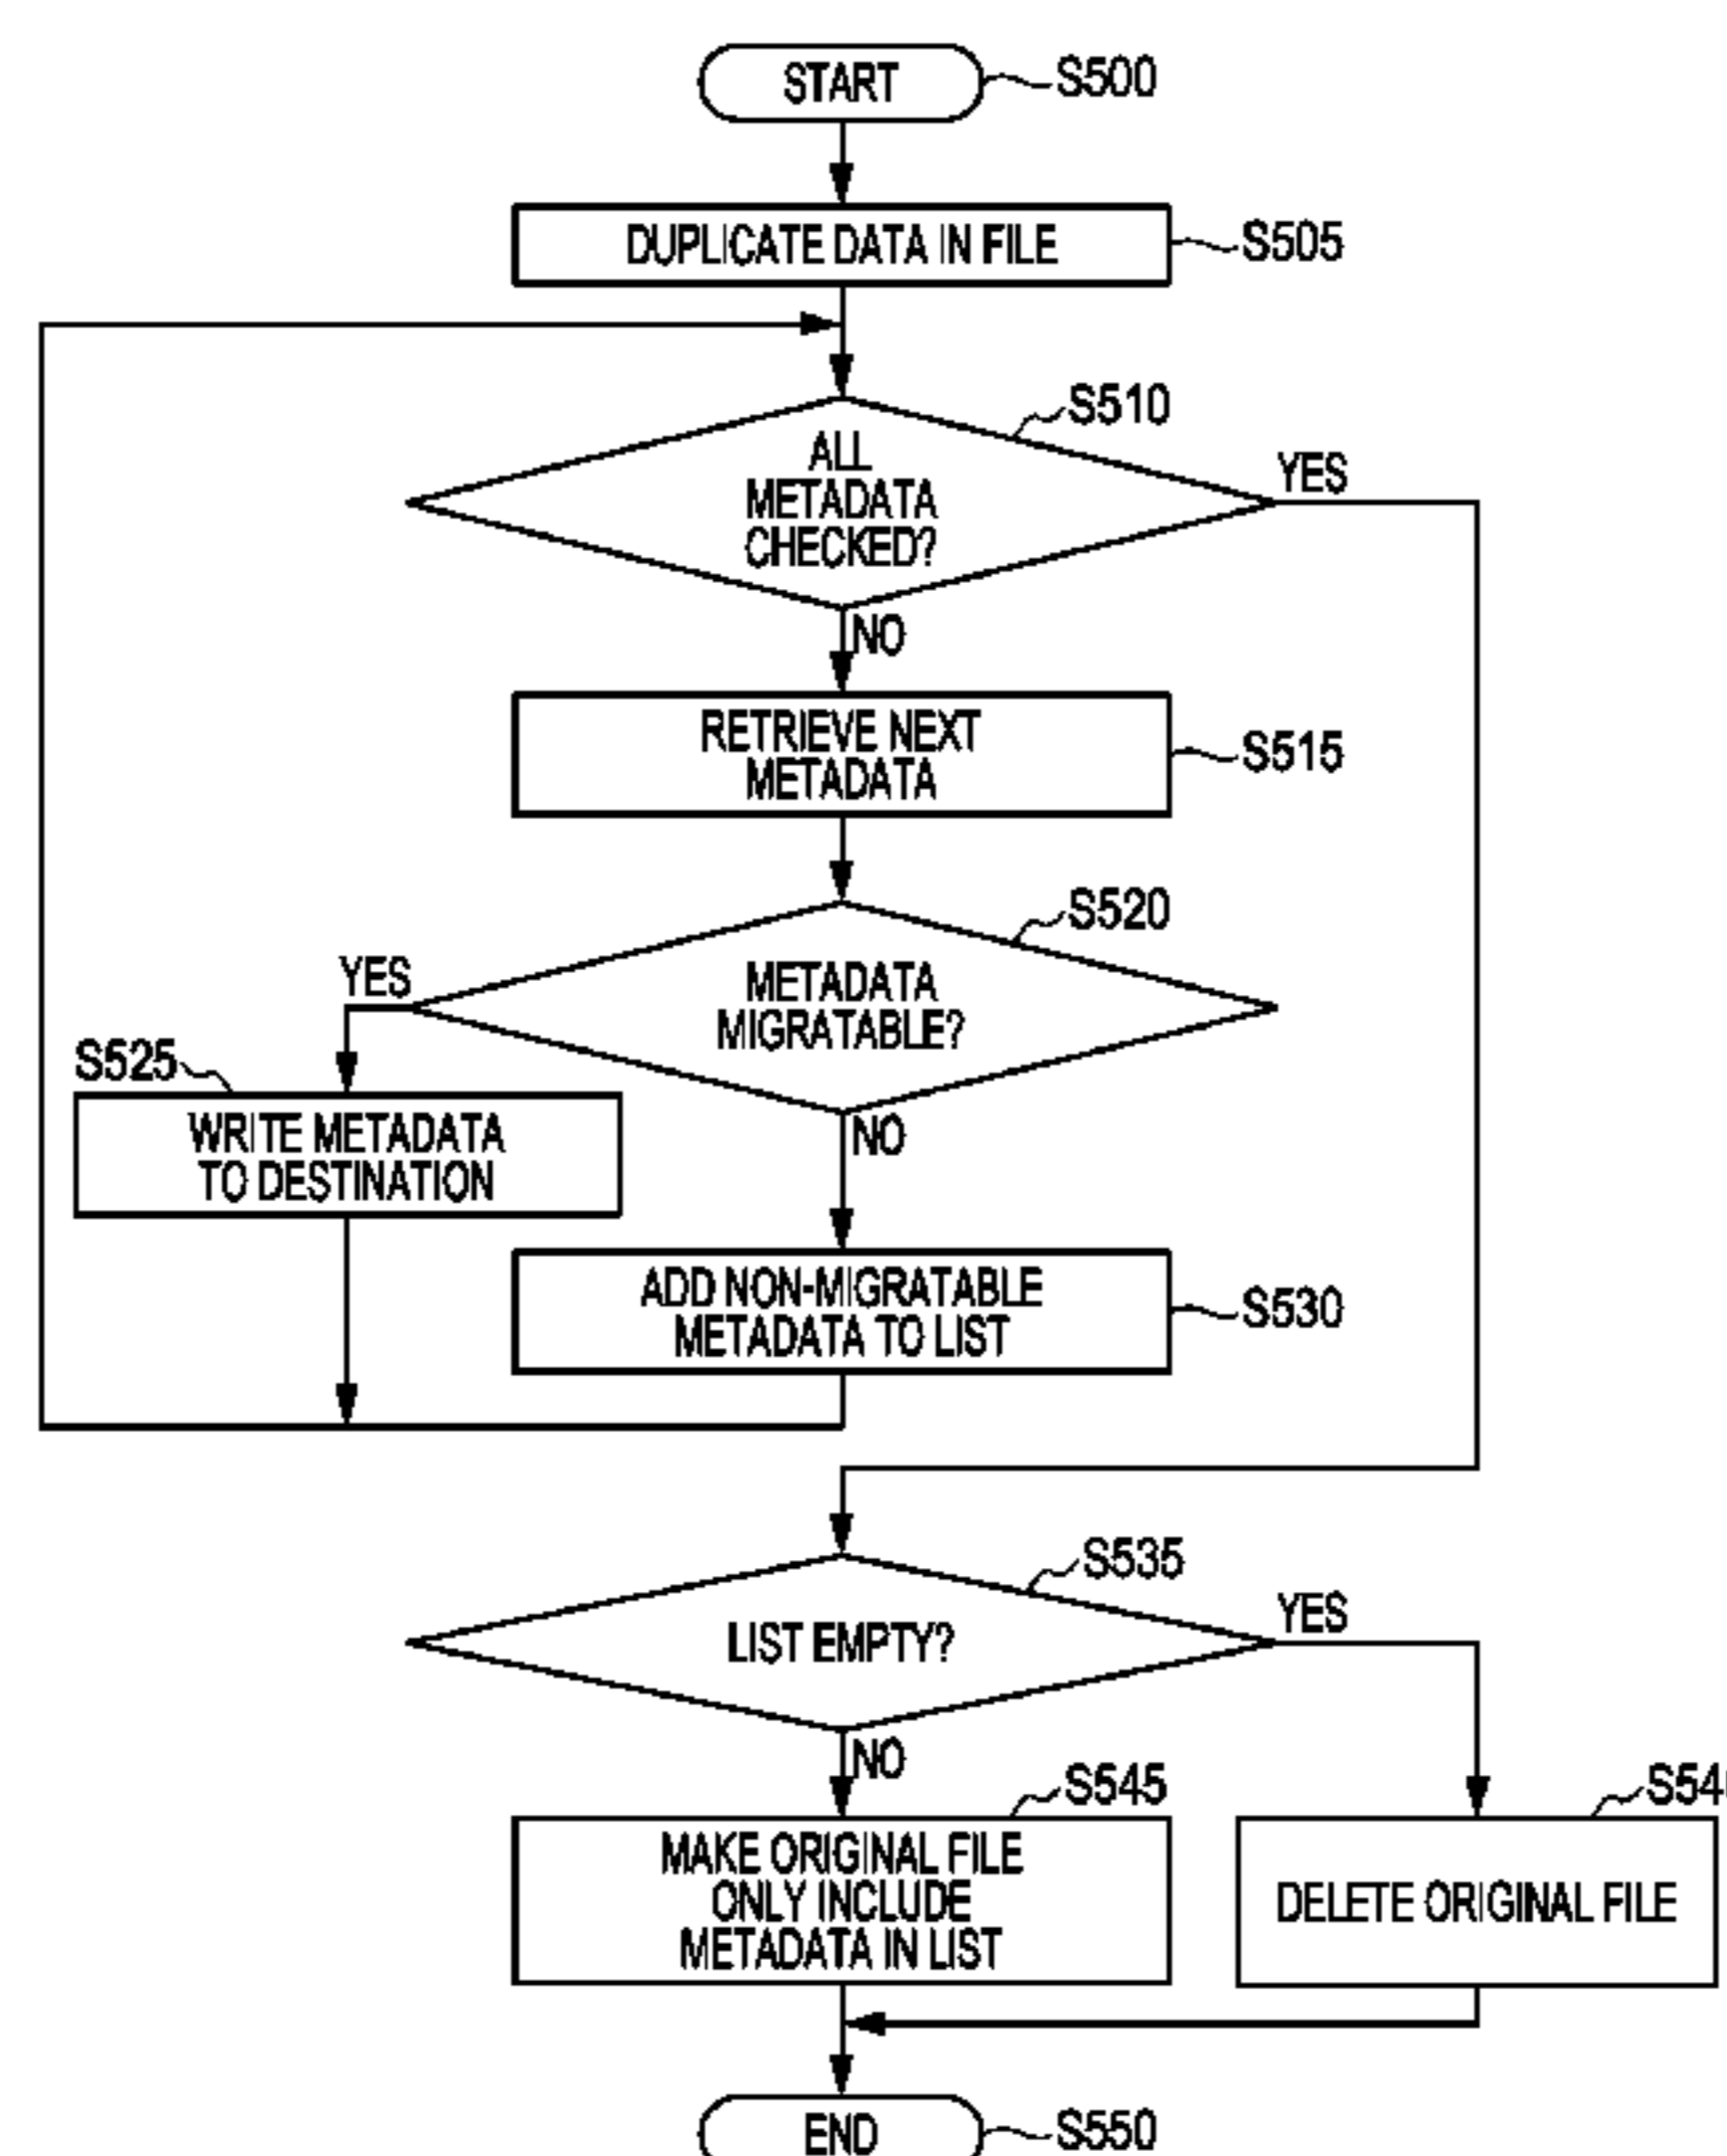 START
S500
DUPLICATE DATA IN FILE
S505
S510
ALL
METADATA
CHECKED?
YES
NO
RETRIEVE NEXT
METADATA
S515
S520
METADATA
MIGRATABLE?
YES
S525
WRITE METADATA
TO DESTINATION
NO
ADD NON-MIGRATABLE
METADATA TO LIST
S530
S535
LIST EMPTY?
YES
NO
S545
MAKE ORIGINAL FILE
ONLY INCLUDE
METADATA IN LIST
DELETE ORIGINAL FILE
END
S550